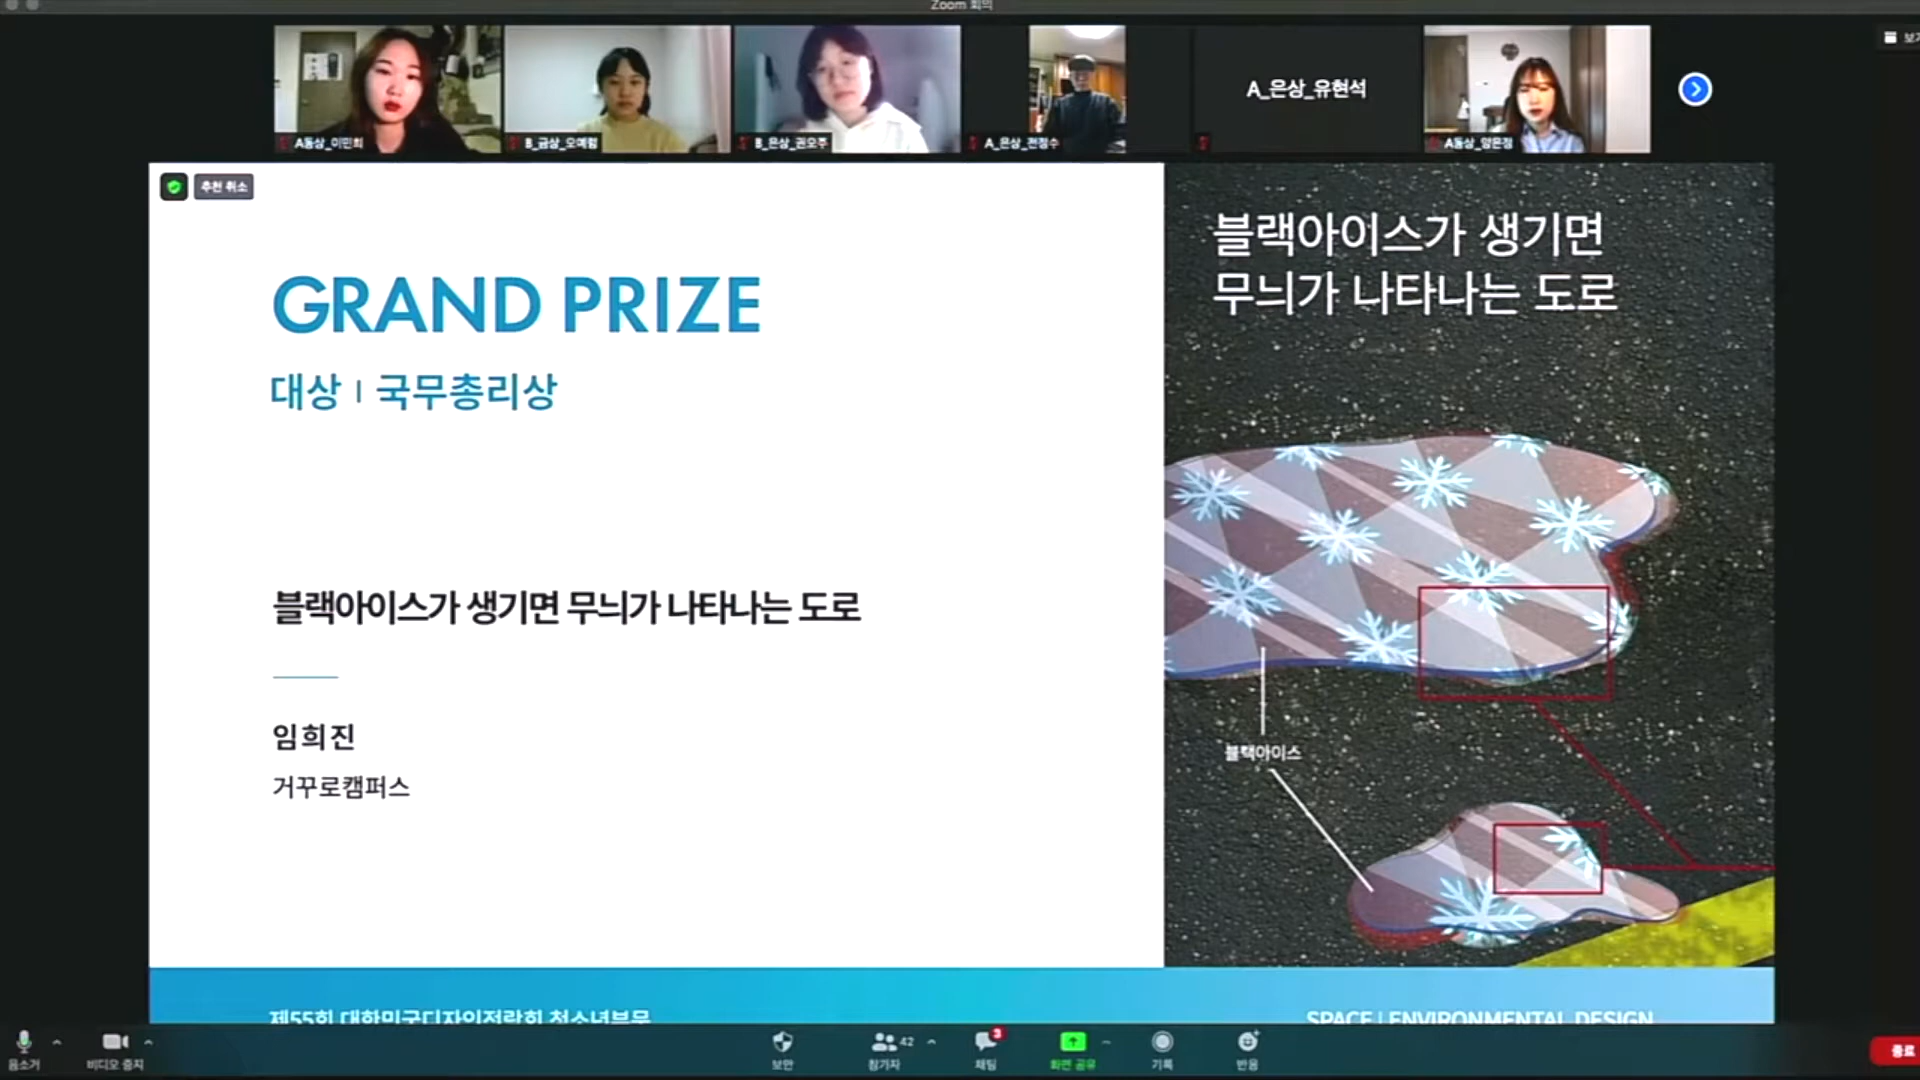 Zoom 회의
보기
A동상_이민희
B_금상_오예림
B_은상_권오주
A_은상_전정수
A_은상_유현석
A동상_양은정
추천 취소
GRAND PRIZE
대상 | 국무총리상
블랙아이스가 생기면 무늬가 나타나는 도로
임희진
거꾸로캠퍼스
블랙아이스가 생기면
무늬가 나타나는 도로
블랙아이스
제55회 대한민국디자인전람회 청소년부문
SPACE | ENVIRONMENTAL DESIGN
음소거
비디오 중지
보안
42
참가자
3
채팅
화면 공유
기록
반응
종료